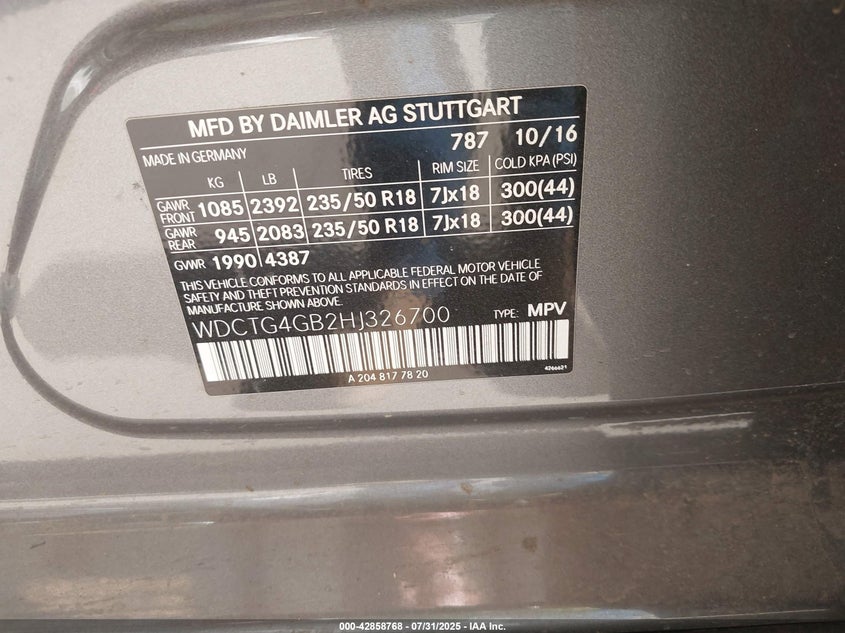 MFD BY DAIMLER AG STUTTGART
MADE IN GERMANY 787 10/16
KG LB TIRES RIM SIZE COLD KPA (PSI)
GAWR FRONT 1085 2392 235/50 R18 7Jx18 300(44)
GAWR REAR 945 2083 235/50 R18 7Jx18 300(44)
GVWR 1990 4387
THIS VEHICLE CONFORMS TO ALL APPLICABLE FEDERAL MOTOR VEHICLE
SAFETY AND THEFT PREVENTION STANDARDS IN EFFECT ON THE DATE OF
MANUFACTURE SHOWN ABOVE.
WDCTG4GB2HJ326700 TYPE: MPV
A 204 817 78 20 4266621
000-42858768 - 07/31/2025 - IAA Inc.